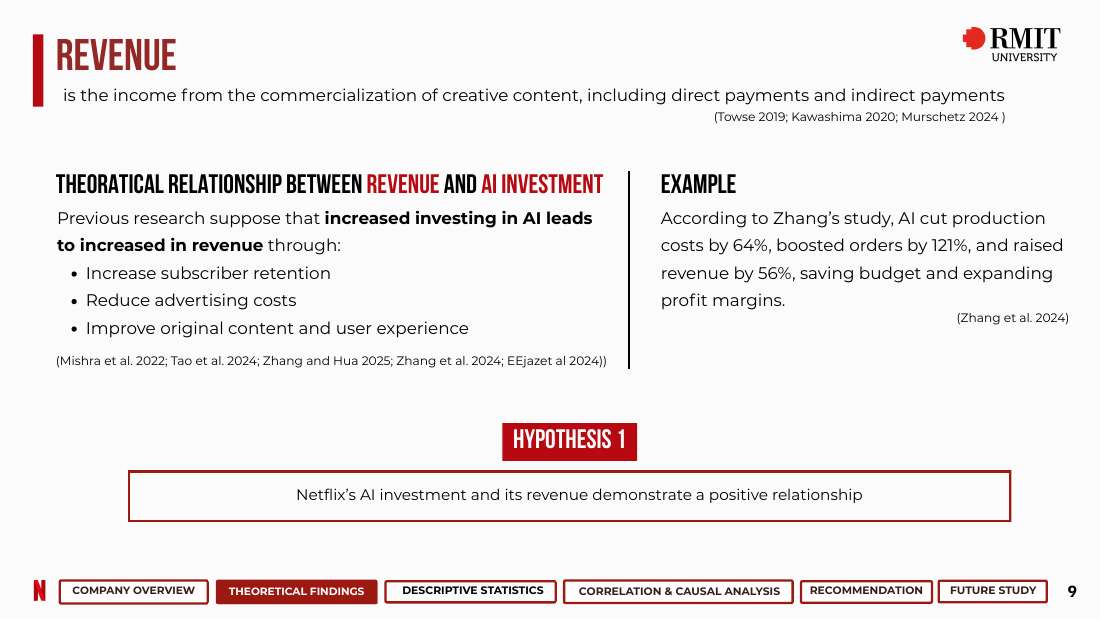 REVENUE
RMIT
UNIVERSITY
is the income from the commercialization of creative content, including direct payments and indirect payments
(Towse 2019; Kawashima 2020; Murschetz 2024 )
THEORATICAL RELATIONSHIP BETWEEN REVENUE AND AI INVESTMENT
Previous research suppose that increased investing in AI leads
to increased in revenue through:
• Increase subscriber retention
• Reduce advertising costs
• Improve original content and user experience
(Mishra et al. 2022; Tao et al. 2024; Zhang and Hua 2025; Zhang et al. 2024; EEjazet al 2024))
EXAMPLE
According to Zhang's study, AI cut production
costs by 64%, boosted orders by 121%, and raised
revenue by 56%, saving budget and expanding
profit margins.
(Zhang et al. 2024)
HYPOTHESIS 1
Netflix's AI investment and its revenue demonstrate a positive relationship
N
COMPANY OVERVIEW
THEORETICAL FINDINGS
DESCRIPTIVE STATISTICS
CORRELATION & CAUSAL ANALYSIS
RECOMMENDATION
FUTURE STUDY
9